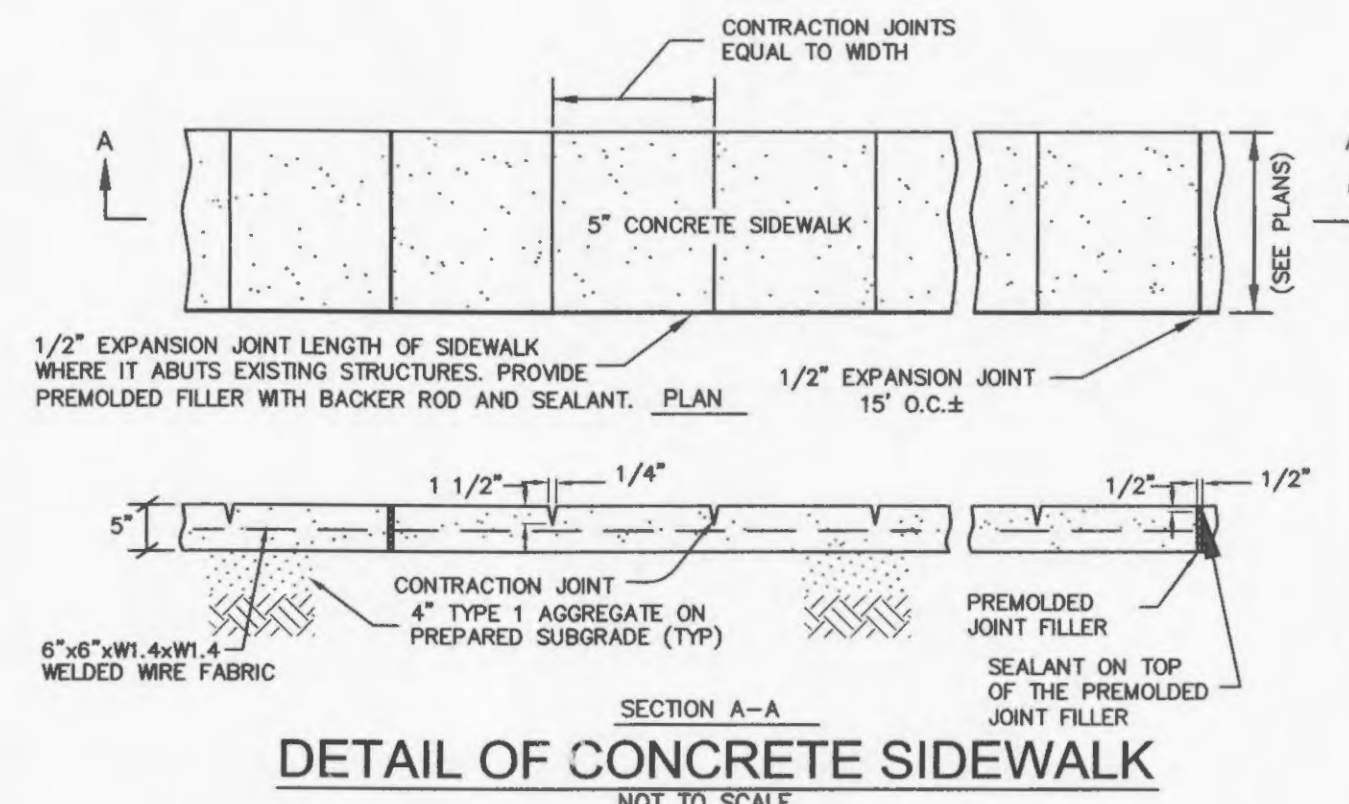 CONTRACTION JOINTS
EQUAL TO WIDTH
A
5" CONCRETE SIDEWALK
(SEE PLANS)
1/2" EXPANSION JOINT LENGTH OF SIDEWALK
WHERE IT ABUTS EXISTING STRUCTURES. PROVIDE
PREMOLDED FILLER WITH BACKER ROD AND SEALANT.
PLAN
1/2" EXPANSION JOINT
15' O.C.±
1 1/2"
1/4"
1/2"
1/2"
5"
CONTRACTION JOINT
4" TYPE 1 AGGREGATE ON
PREPARED SUBGRADE (TYP)
6"x6"xW1.4xW1.4
WELDED WIRE FABRIC
PREMOLDED
JOINT FILLER
SEALANT ON TOP
OF THE PREMOLDED
JOINT FILLER
SECTION A-A
DETAIL OF CONCRETE SIDEWALK
NOT TO SCALE